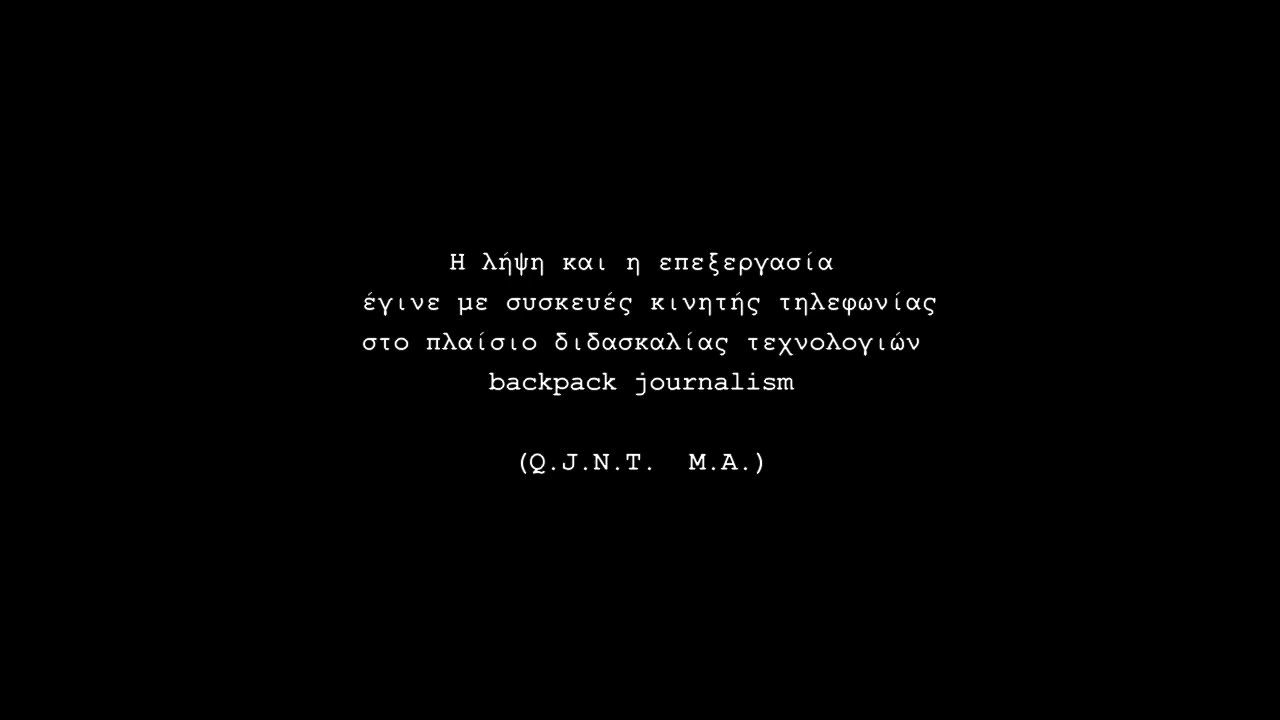 Η λήψη και η επεξεργασία
έγινε με συσκευές κινητής τηλεφωνίας
στο πλαίσιο διδασκαλίας τεχνολογιών
backpack journalism
(Q.J.N.T. M.A.)